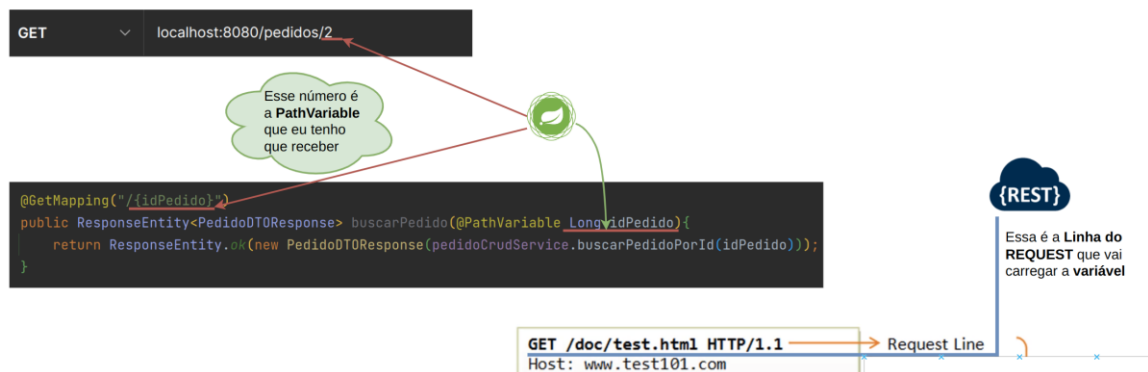 GET localhost:8080/pedidos/2
Esse número é
a PathVariable
que eu tenho
que receber
@GetMapping("/{idPedido}")
public ResponseEntity<PedidoDTOResponse> buscarPedido(@PathVariable Long idPedido){
return ResponseEntity.ok(new PedidoDTOResponse(pedidoCrudService.buscarPedidoPorId(idPedido)));
}
{REST}
Essa é a Linha do
REQUEST que vai
carregar a variável
GET /doc/test.html HTTP/1.1
Request Line
Host: www.test101.com